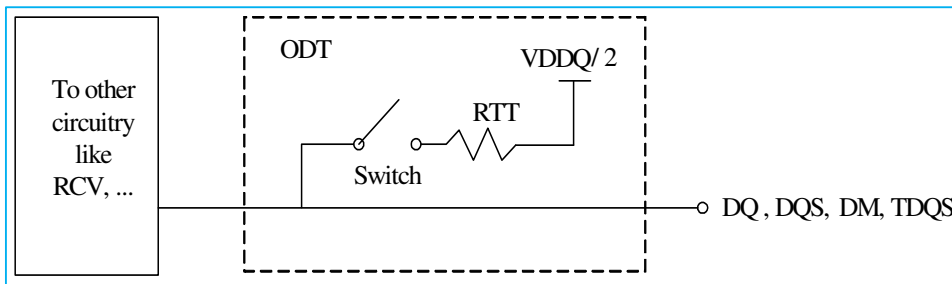 To other
circuitry
like
RCV, ...
ODT
VDDQ/ 2
RTT
Switch
DQ , DQS, DM, TDQS